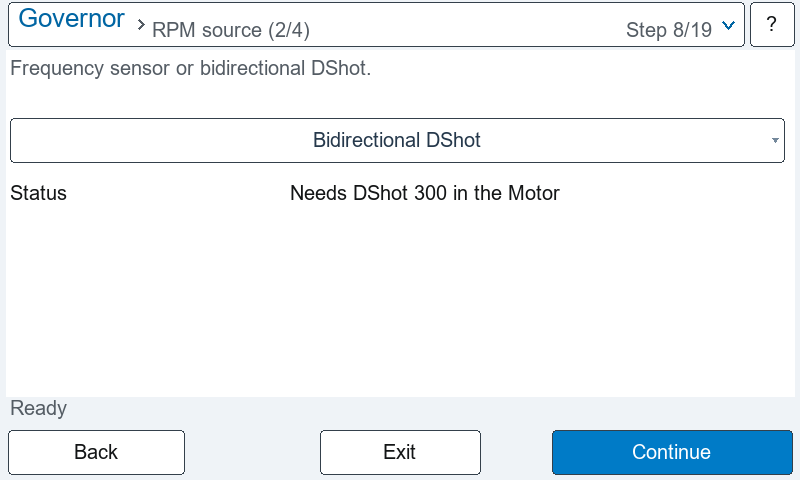 Governor › RPM source (2/4) Step 8/19 ?
Frequency sensor or bidirectional DShot.
Bidirectional DShot
Status Needs DShot 300 in the Motor
Ready
Back Exit Continue